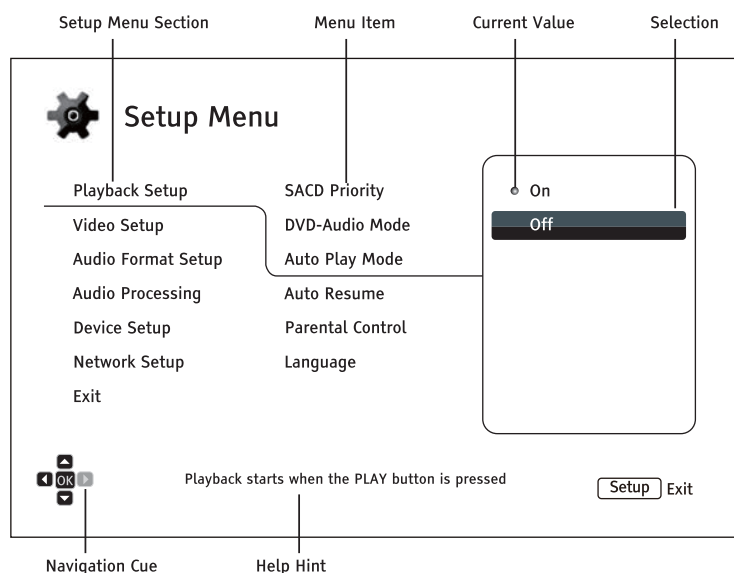 Setup Menu Section
Menu Item
Current Value
Selection
Setup Menu
Playback Setup
Video Setup
Audio Format Setup
Audio Processing
Device Setup
Network Setup
Exit
SACD Priority
DVD-Audio Mode
Auto Play Mode
Auto Resume
Parental Control
Language
On
Off
OK
Playback starts when the PLAY button is pressed
Setup Exit
Navigation Cue
Help Hint